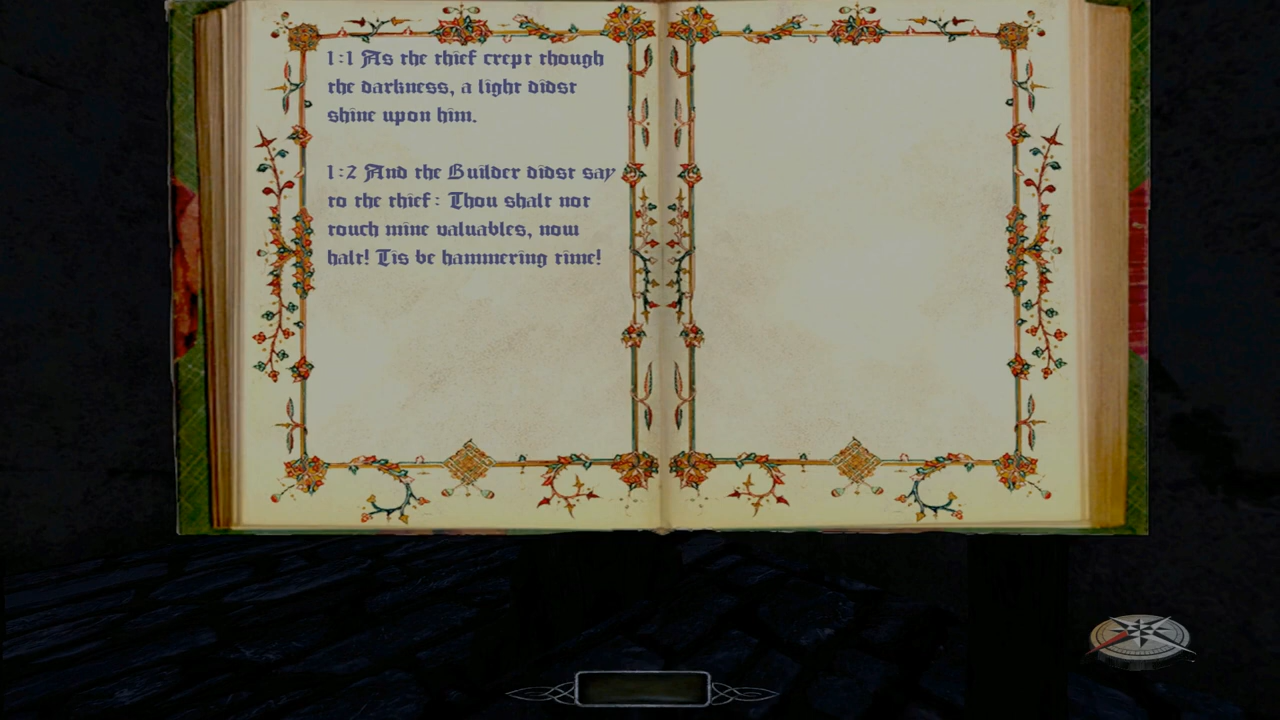 1:1 As the thief crept though
the darkness, a light didst
shine upon him.
1:2 And the Builder didst say
to the thief: Thou shalt not
touch mine valuables, now
halt! Tis be hammering time!